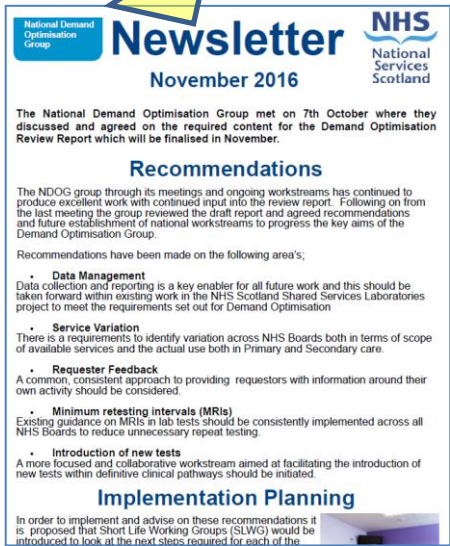 National Demand
Optimisation
Group
Newsletter
NHS
National
Services
Scotland
November 2016
The National Demand Optimisation Group met on 7th October where they
discussed and agreed on the required content for the Demand Optimisation
Review Report which will be finalised in November.
Recommendations
The NDOG group through its meetings and ongoing workstreams has continued to
produce excellent work with continued input into the review report. Following on from
the last meeting the group reviewed the draft report and agreed recommendations
and future establishment of national workstreams to progress the key aims of the
Demand Optimisation Group.
Recommendations have been made on the following area's;
• Data Management
Data collection and reporting is a key enabler for all future work and this should be
taken forward within existing work in the NHS Scotland Shared Services Laboratories
project to meet the requirements set out for Demand Optimisation
• Service Variation
There is a requirements to identify variation across NHS Boards both in terms of scope
of available services and the actual use both in Primary and Secondary care.
• Requester Feedback
A common, consistent approach to providing requestors with information around their
own activity should be considered.
• Minimum retesting intervals (MRIs)
Existing guidance on MRIs in lab tests should be consistently implemented across all
NHS Boards to reduce unnecessary repeat testing.
• Introduction of new tests
A more focused and collaborative workstream aimed at facilitating the introduction of
new tests within definitive clinical pathways should be initiated.
Implementation Planning
In order to implement and advise on these recommendations it
is proposed that Short Life Working Groups (SLWG) would be
introduced to look at the next steps required for each of the